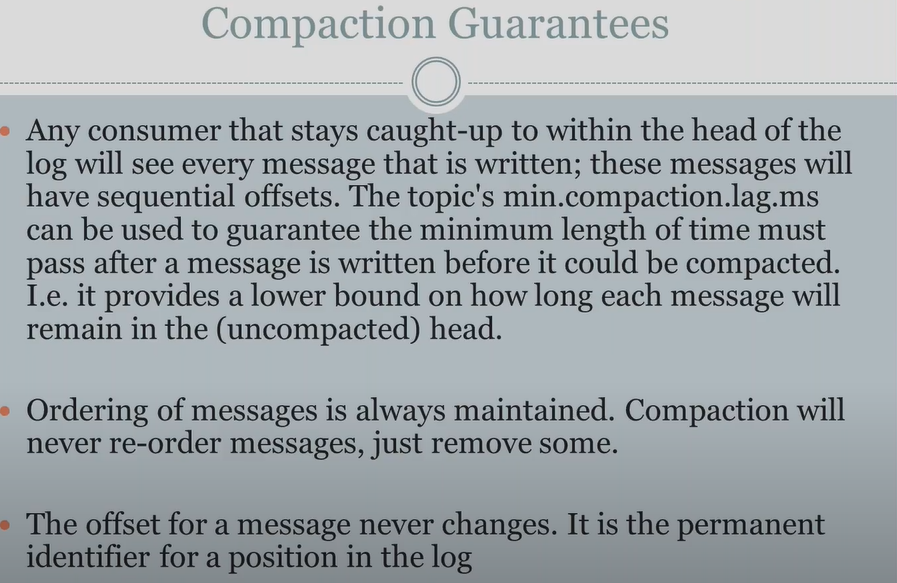 Compaction Guarantees
Any consumer that stays caught-up to within the head of the
log will see every message that is written; these messages will
have sequential offsets. The topic's min.compaction.lag.ms
can be used to guarantee the minimum length of time must
pass after a message is written before it could be compacted.
I.e. it provides a lower bound on how long each message will
remain in the (uncompacted) head.
Ordering of messages is always maintained. Compaction will
never re-order messages, just remove some.
The offset for a message never changes. It is the permanent
identifier for a position in the log